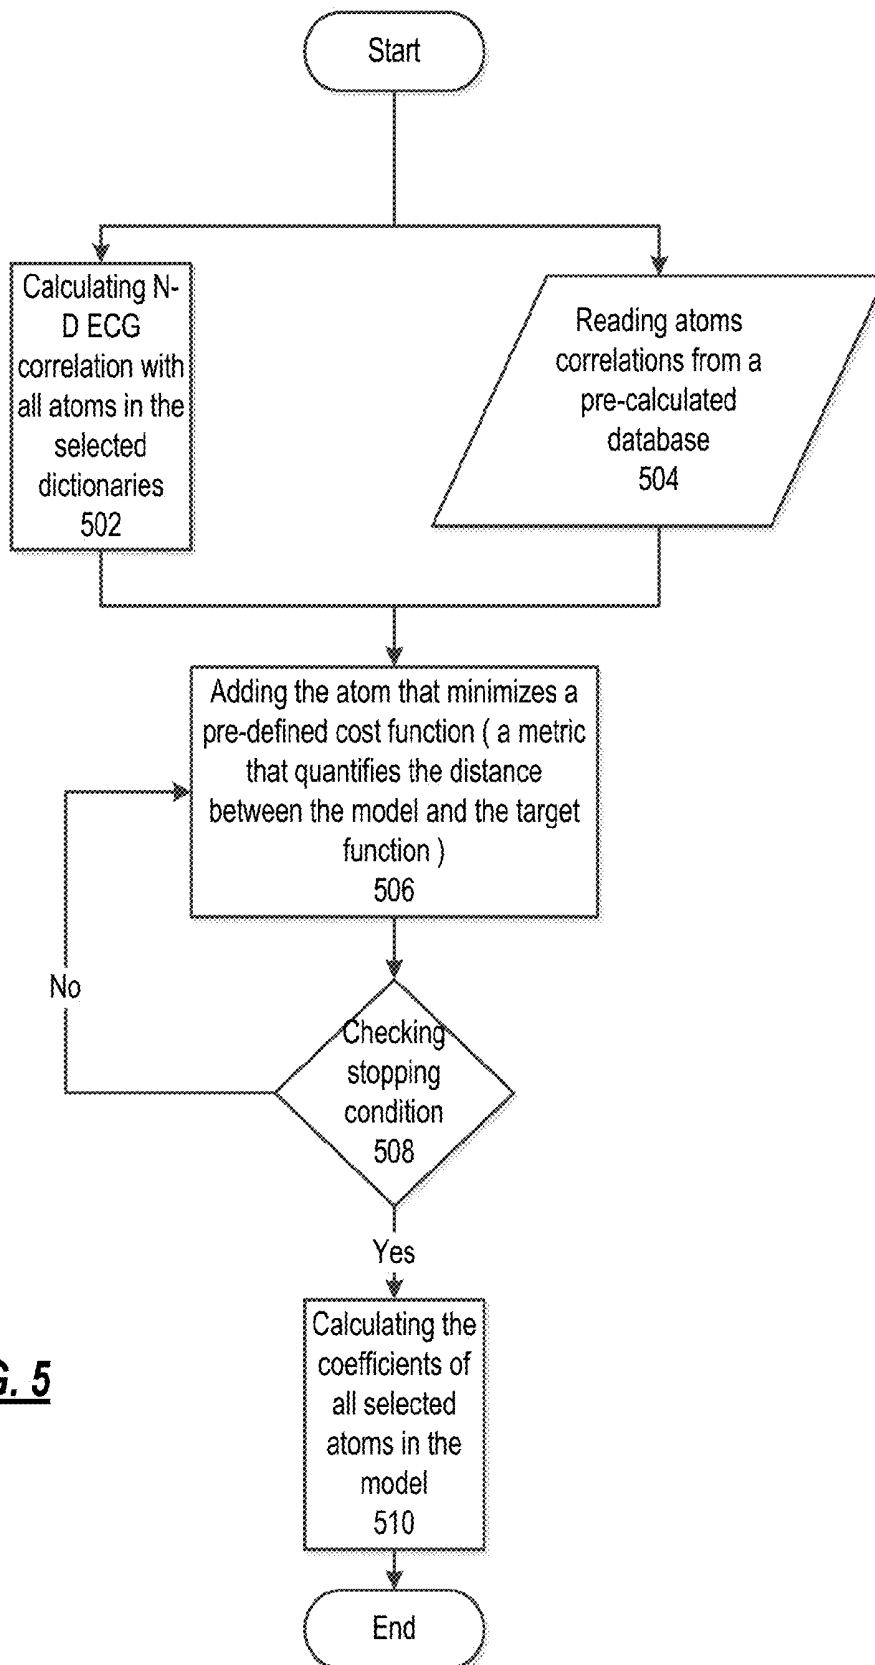 Start
Calculating N-
D ECG
correlation with
all atoms in the
selected
dictionaries
502
Reading atoms
correlations from a
pre-calculated
database
504
Adding the atom that minimizes a
pre-defined cost function ( a metric
that quantifies the distance
between the model and the target
function )
506
No
Checking
stopping
condition
508
Yes
Calculating the
coefficients of
all selected
atoms in the
model
510
G. 5
End